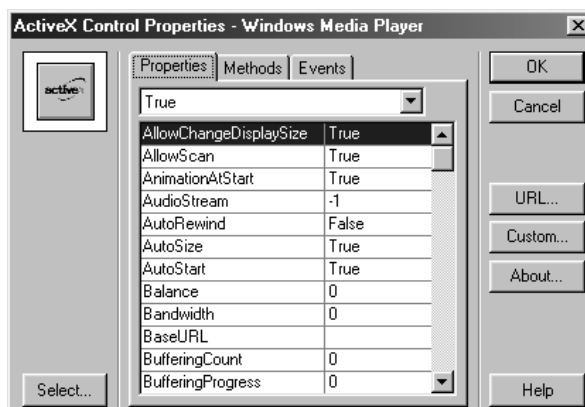 ActiveX Control Properties - Windows Media Player
active
Properties Methods Events
True
AllowChangeDisplaySize True
AllowScan True
AnimationAtStart True
AudioStream -1
AutoRewind False
AutoSize True
AutoStart True
Balance 0
Bandwidth 0
BaseURL
BufferingCount 0
BufferingProgress 0
OK
Cancel
URL...
Custom...
About...
Select...
Help